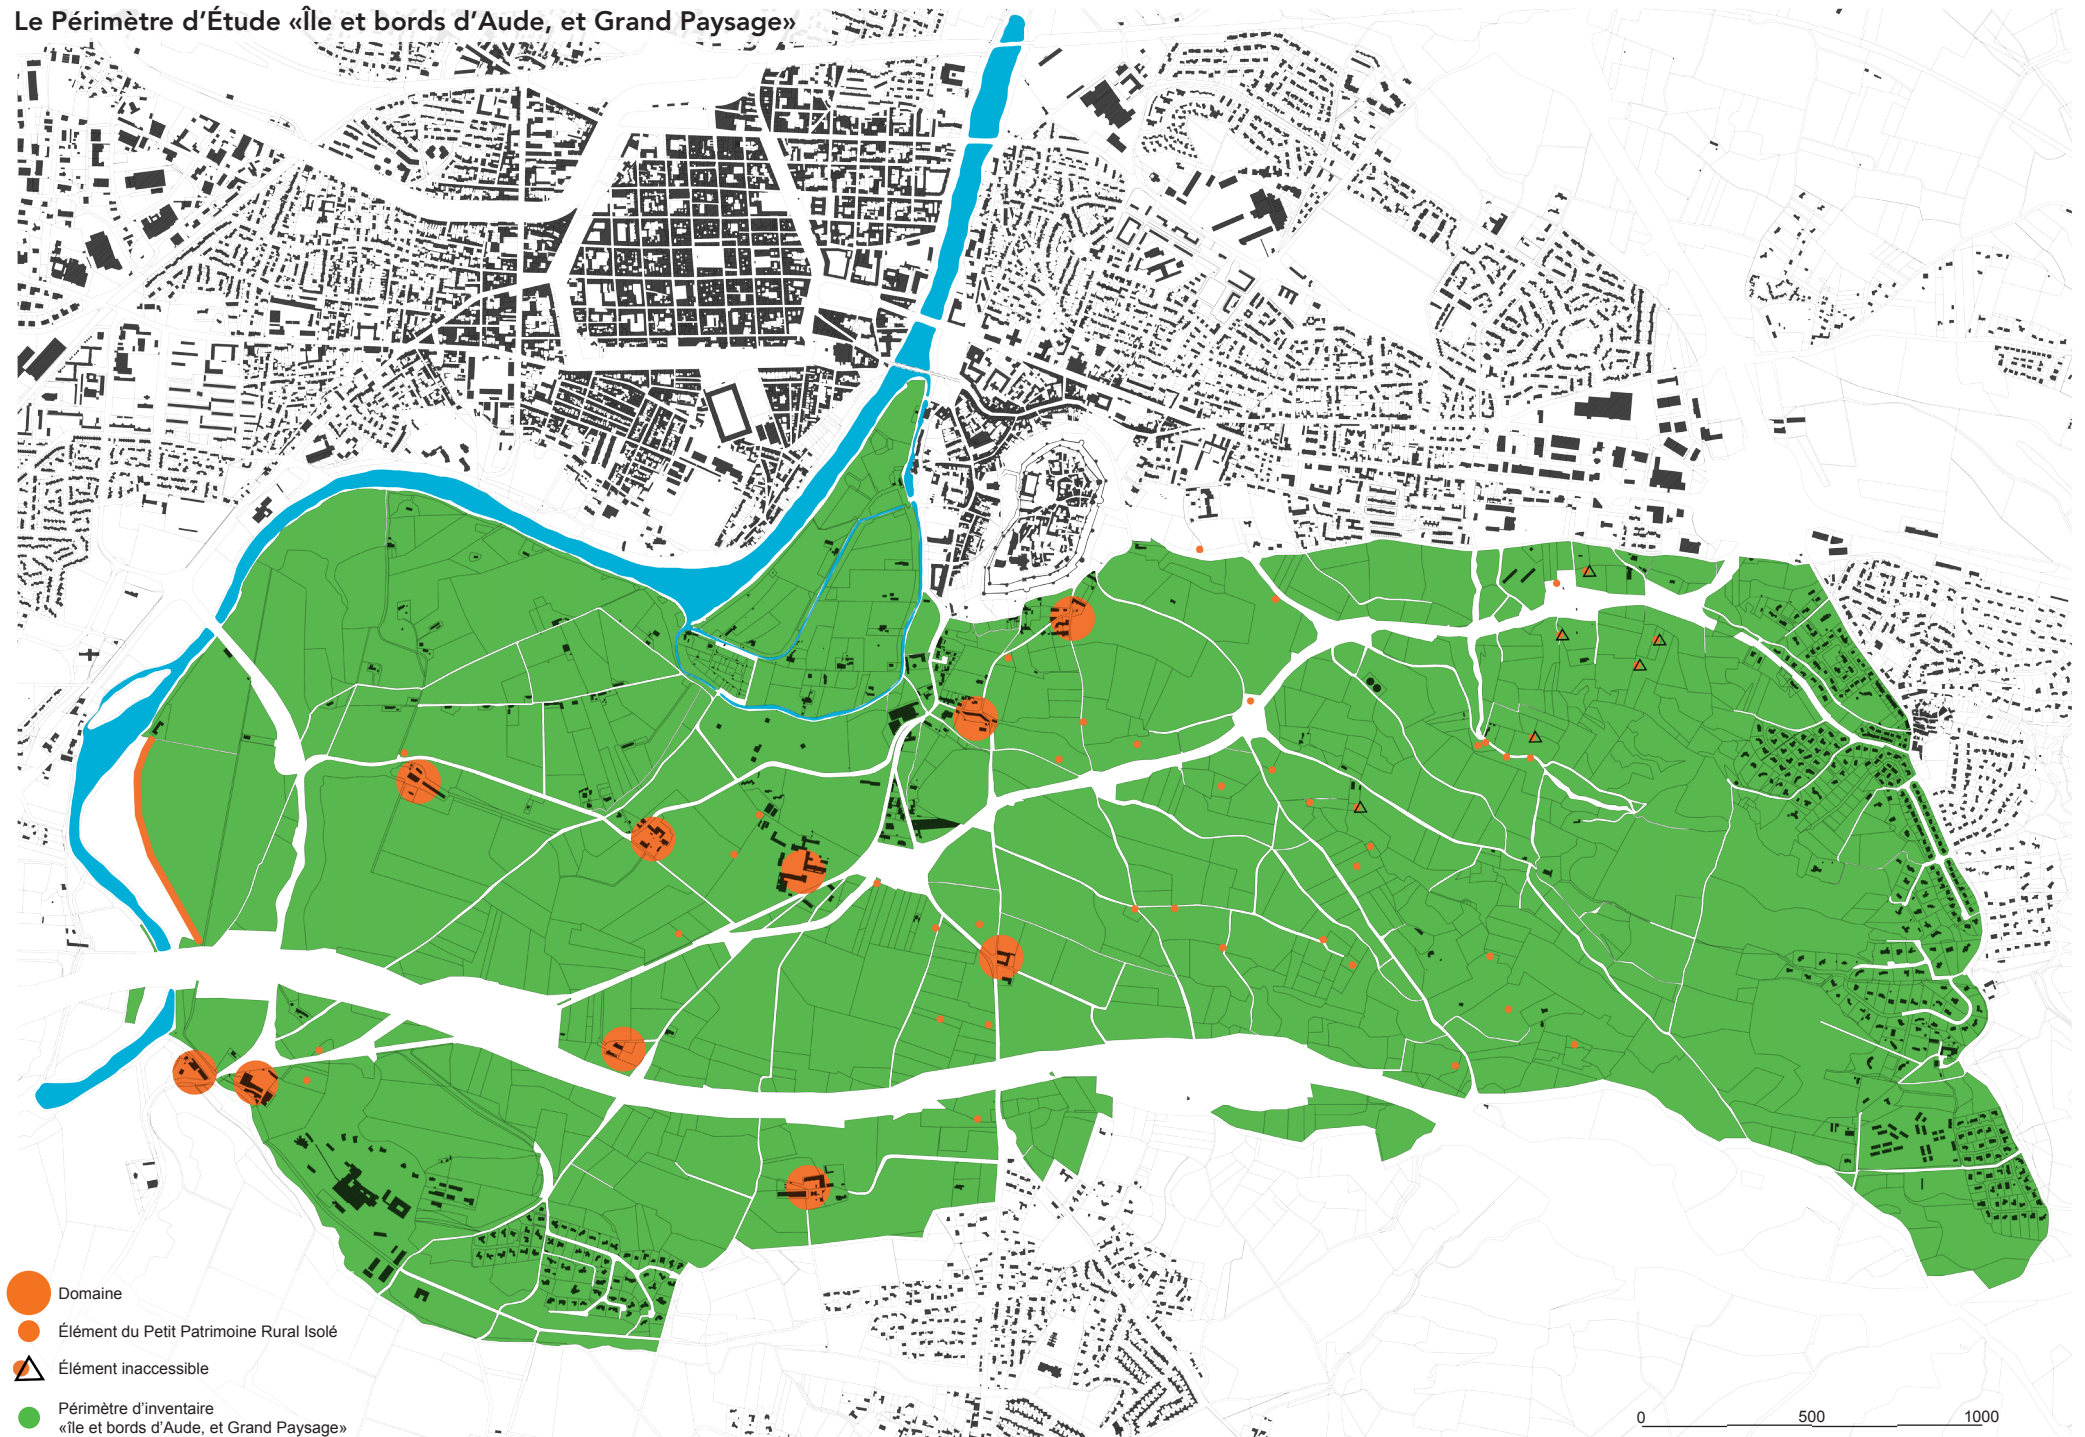 Le Périmètre d’Étude «Île et bords d’Aude, et Grand Paysage»
Domaine
Élément du Petit Patrimoine Rural Isolé
Élément inaccessible
Périmètre d’inventaire
«île et bords d’Aude, et Grand Paysage»
0 500 1000